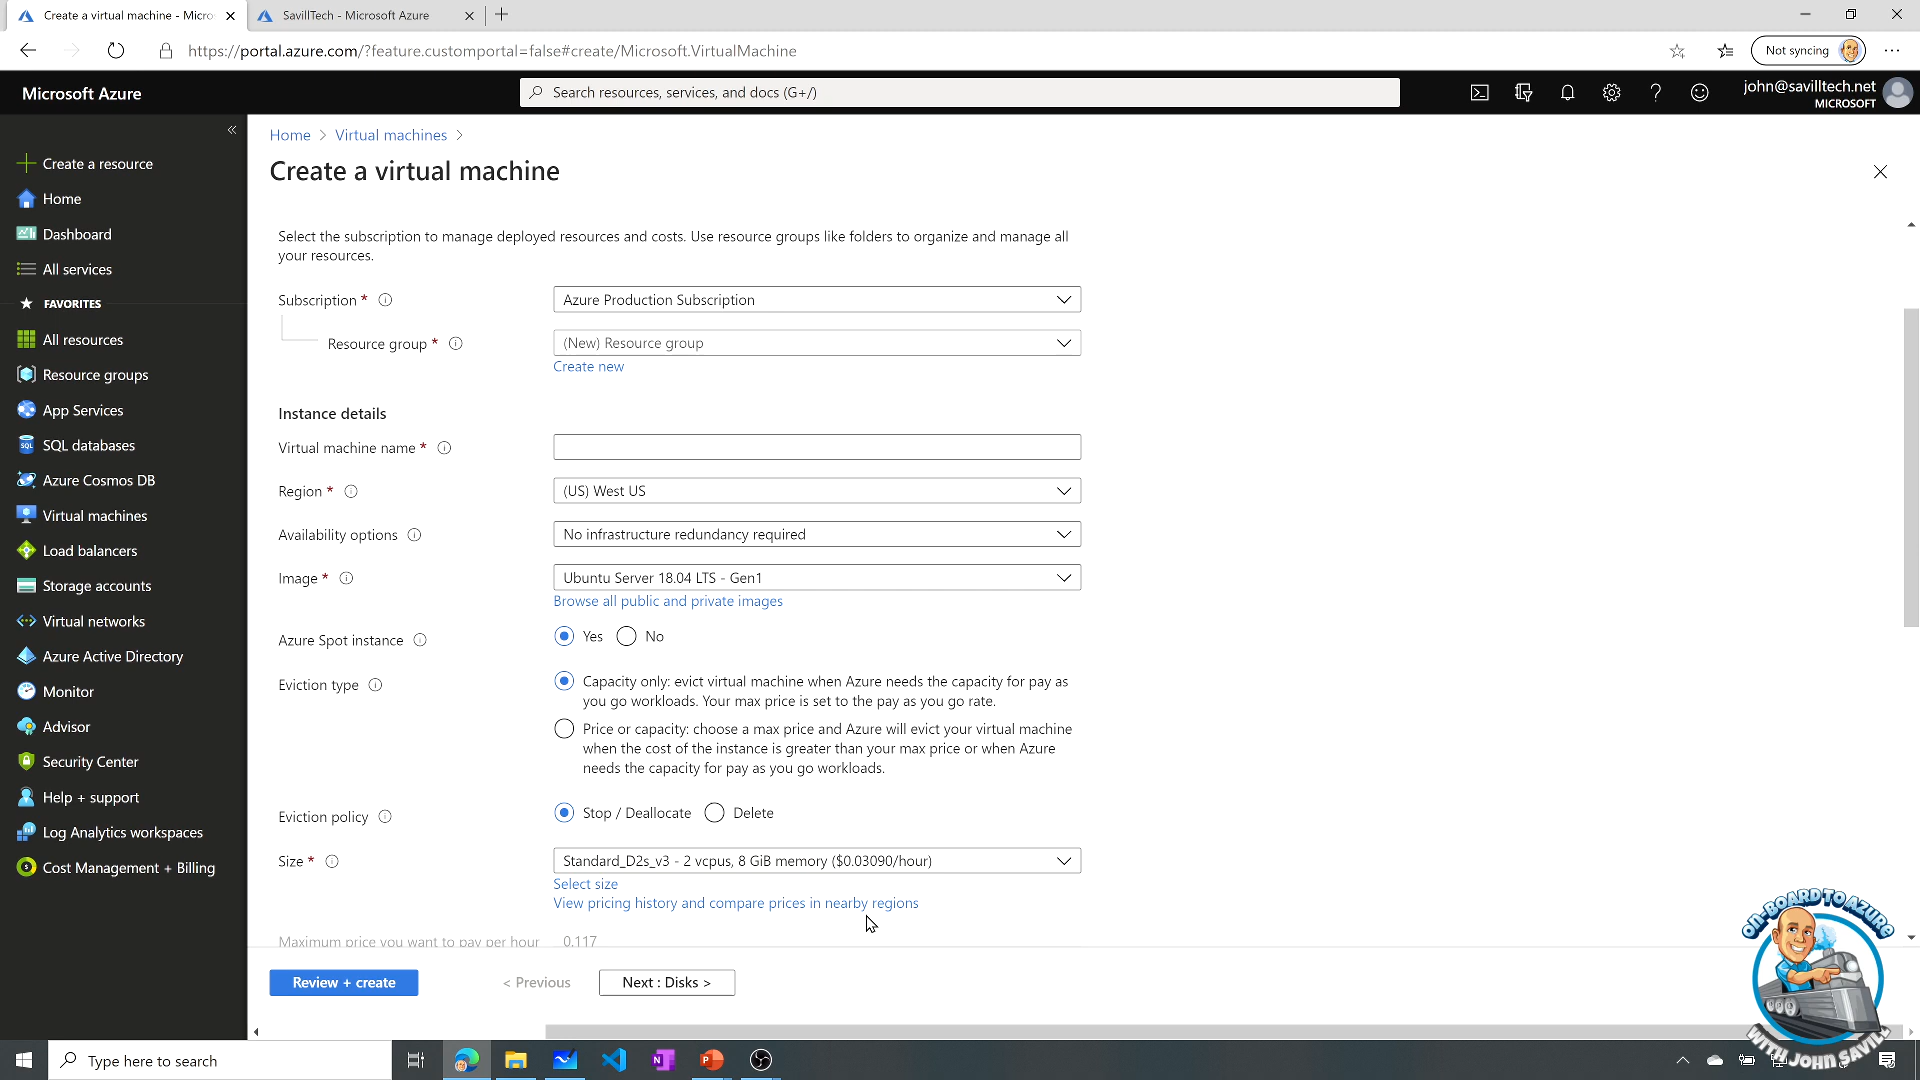 Create a virtual machine - Micro
SavillTech - Microsoft Azure
https://portal.azure.com/?feature.customportal=false#create/Microsoft.VirtualMachine
Not syncing
Microsoft Azure
Search resources, services, and docs (G+/)
john@savilltech.net
MICROSOFT
Create a resource
Home
Dashboard
All services
FAVORITES
All resources
Resource groups
App Services
SQL databases
Azure Cosmos DB
Virtual machines
Load balancers
Storage accounts
Virtual networks
Azure Active Directory
Monitor
Advisor
Security Center
Help + support
Log Analytics workspaces
Cost Management + Billing
Home > Virtual machines >
Create a virtual machine
Select the subscription to manage deployed resources and costs. Use resource groups like folders to organize and manage all
your resources.
Subscription *
Azure Production Subscription
Resource group *
(New) Resource group
Create new
Instance details
Virtual machine name *
Region *
(US) West US
Availability options
No infrastructure redundancy required
Image *
Ubuntu Server 18.04 LTS - Gen1
Browse all public and private images
Azure Spot instance
Yes
No
Eviction type
Capacity only: evict virtual machine when Azure needs the capacity for pay as
you go workloads. Your max price is set to the pay as you go rate.
Price or capacity: choose a max price and Azure will evict your virtual machine
when the cost of the instance is greater than your max price or when Azure
needs the capacity for pay as you go workloads.
Eviction policy
Stop / Deallocate
Delete
Size *
Standard_D2s_v3 - 2 vcpus, 8 GiB memory ($0.03090/hour)
Select size
View pricing history and compare prices in nearby regions
Maximum price you want to pay per hour
0.117
Review + create
< Previous
Next : Disks >
ON-BOARD TO AZURE
WITH JOHN SAVILL
Type here to search